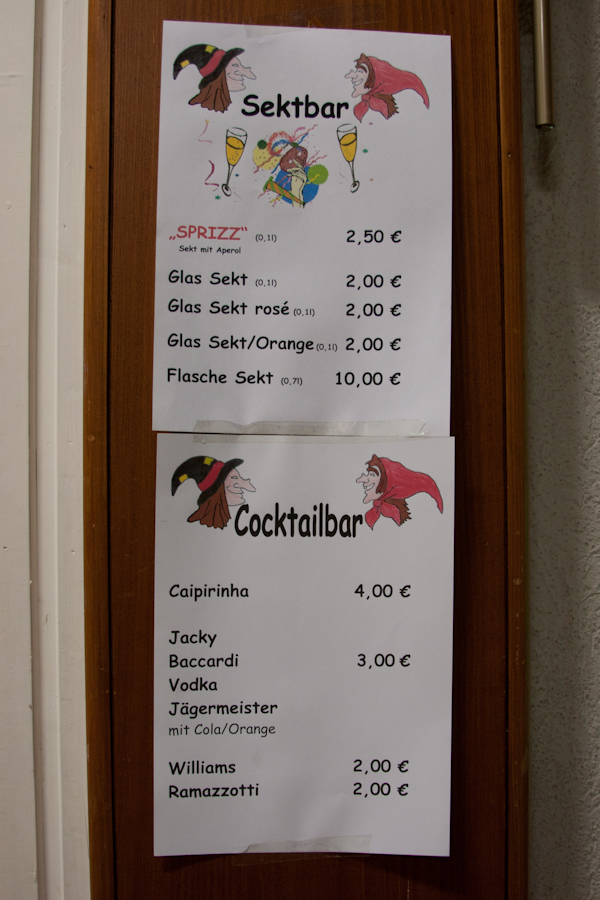 Sektbar
„SPRIZZ“ (0,1l) 2,50 €
Sekt mit Aperol
Glas Sekt (0,1l) 2,00 €
Glas Sekt rosé (0,1l) 2,00 €
Glas Sekt/Orange (0,1l) 2,00 €
Flasche Sekt (0,7l) 10,00 €
Cocktailbar
Caipirinha 4,00 €
Jacky
Baccardi 3,00 €
Vodka
Jägermeister
mit Cola/Orange
Williams 2,00 €
Ramazzotti 2,00 €